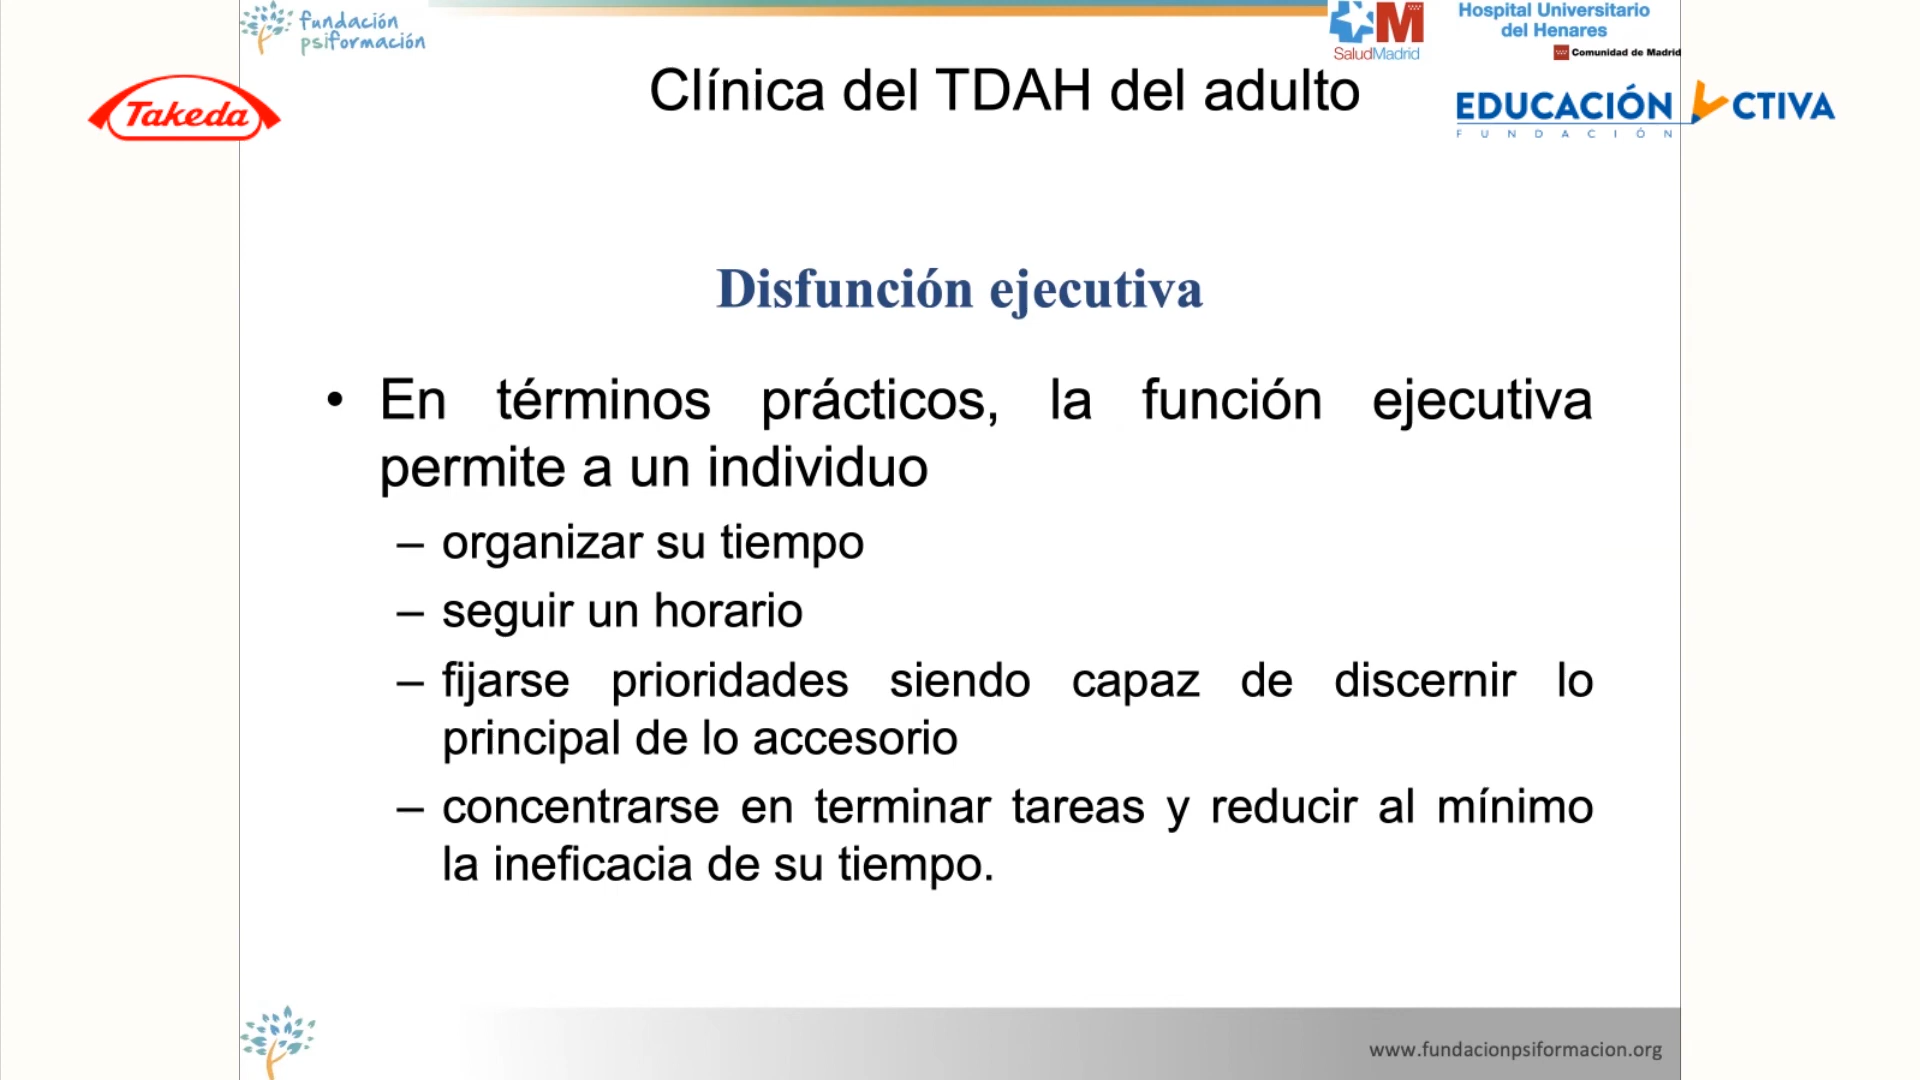 fundación
psiformación
SaludMadrid
Hospital Universitario
del Henares
Comunidad de Madrid
Takeda
Clínica del TDAH del adulto
EDUCACIÓN ACTIVA
FUNDACIÓN
Disfunción ejecutiva
• En términos prácticos, la función ejecutiva
permite a un individuo
– organizar su tiempo
– seguir un horario
– fijarse prioridades siendo capaz de discernir lo
principal de lo accesorio
– concentrarse en terminar tareas y reducir al mínimo
la ineficacia de su tiempo.
www.fundacionpsiformacion.org